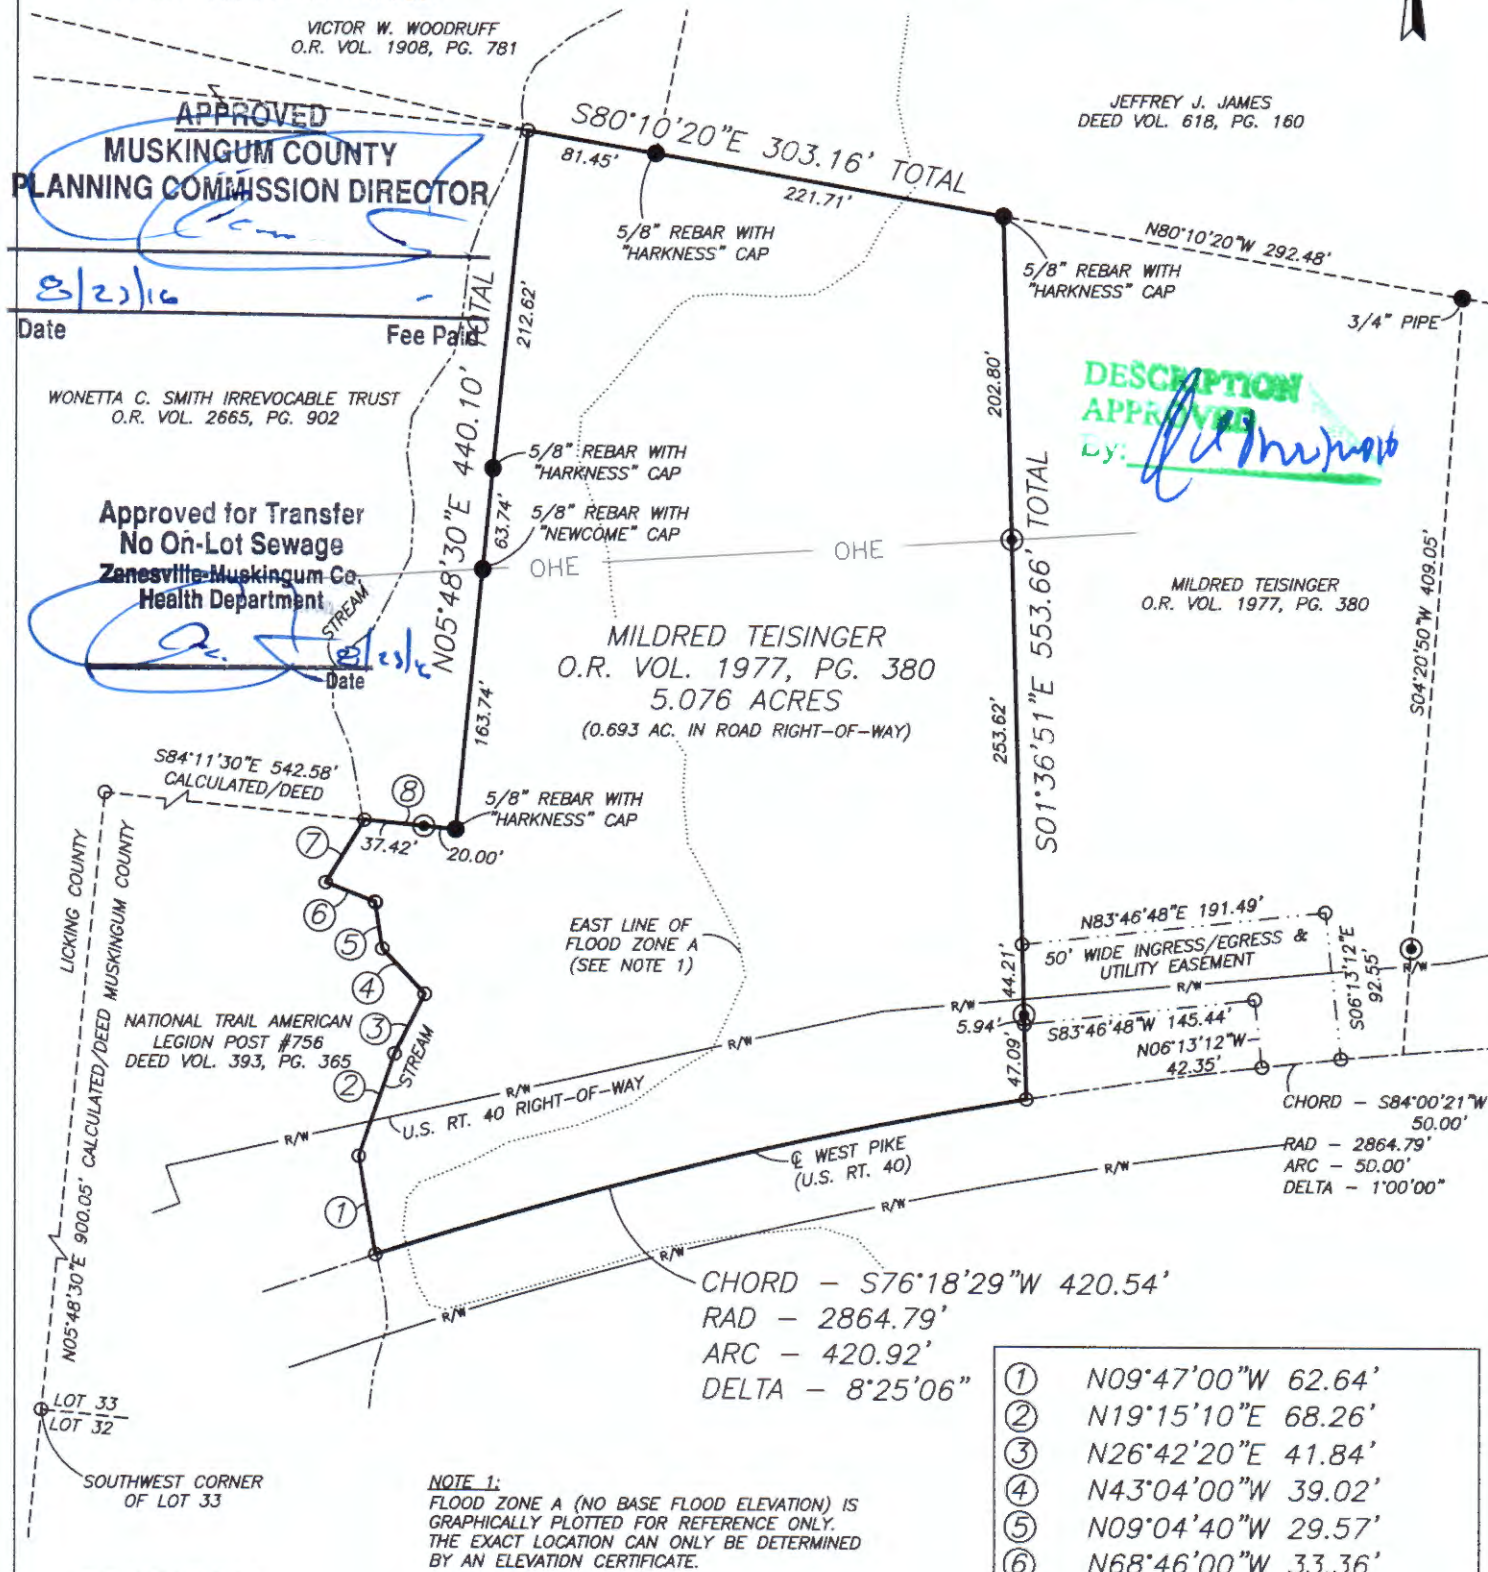 VICTOR W. WOODRUFF
O.R. VOL. 1908, PG. 781
JEFFREY J. JAMES
DEED VOL. 618, PG. 160
APPROVED
MUSKINGUM COUNTY
PLANNING COMMISSION DIRECTOR
8/23/16
Date
Fee Paid
S80°10'20"E 303.16' TOTAL
81.45'
221.71'
5/8" REBAR WITH
"HARKNESS" CAP
5/8" REBAR WITH
"HARKNESS" CAP
N80°10'20"W 292.48'
3/4" PIPE
WONETTA C. SMITH IRREVOCABLE TRUST
O.R. VOL. 2665, PG. 902
N05°48'30"E 440.10' TOTAL
212.62'
63.74'
163.74'
5/8" REBAR WITH
"HARKNESS" CAP
5/8" REBAR WITH
"NEWCOME" CAP
202.80'
DESCRIPTION
APPROVED
By:
Approved for Transfer
No On-Lot Sewage
Zanesville-Muskingum Co.
Health Department
Date
STREAM
OHE
OHE
S01°36'51"E 553.66' TOTAL
253.62'
MILDRED TEISINGER
O.R. VOL. 1977, PG. 380
S04°20'50"W 409.05'
MILDRED TEISINGER
O.R. VOL. 1977, PG. 380
5.076 ACRES
(0.693 AC. IN ROAD RIGHT-OF-WAY)
S84°11'30"E 542.58'
CALCULATED/DEED
8
37.42'
20.00'
5/8" REBAR WITH
"HARKNESS" CAP
7
6
5
4
3
2
1
LICKING COUNTY
MUSKINGUM COUNTY
N05°48'30"E 900.05' CALCULATED/DEED
NATIONAL TRAIL AMERICAN
LEGION POST #756
DEED VOL. 393, PG. 365
STREAM
EAST LINE OF
FLOOD ZONE A
(SEE NOTE 1)
N83°46'48"E 191.49'
50' WIDE INGRESS/EGRESS &
UTILITY EASEMENT
44.21'
5.94'
47.09'
S83°46'48"W 145.44'
N06°13'12"W
42.35'
S06°13'12"E
92.55'
R/W
R/W
R/W
R/W
R/W
R/W
R/W
R/W
R/W
R/W
R/W
U.S. RT. 40 RIGHT-OF-WAY
℄ WEST PIKE
(U.S. RT. 40)
CHORD - S84°00'21"W
50.00'
RAD - 2864.79'
ARC - 50.00'
DELTA - 1°00'00"
CHORD - S76°18'29"W 420.54'
RAD - 2864.79'
ARC - 420.92'
DELTA - 8°25'06"
LOT 33
LOT 32
SOUTHWEST CORNER
OF LOT 33
NOTE 1:
FLOOD ZONE A (NO BASE FLOOD ELEVATION) IS
GRAPHICALLY PLOTTED FOR REFERENCE ONLY.
THE EXACT LOCATION CAN ONLY BE DETERMINED
BY AN ELEVATION CERTIFICATE.
1 N09°47'00"W 62.64'
2 N19°15'10"E 68.26'
3 N26°42'20"E 41.84'
4 N43°04'00"W 39.02'
5 N09°04'40"W 29.57'
6 N68°46'00"W 33.36'